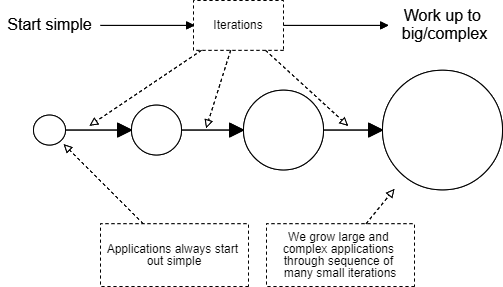 Start simple
Iterations
Work up to
big/complex
Applications always start
out simple
We grow large and
complex applications
through sequence of
many small iterations